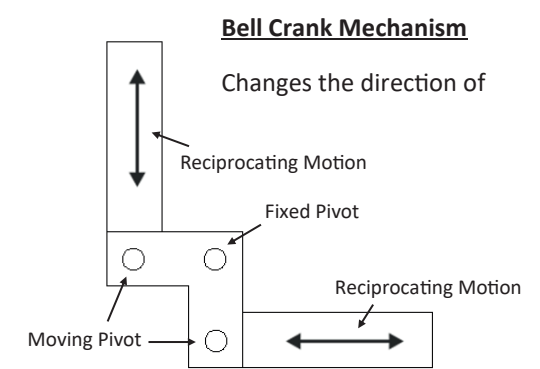 Bell Crank Mechanism
Changes the direction of
Reciprocating Motion
Fixed Pivot
Reciprocating Motion
Moving Pivot